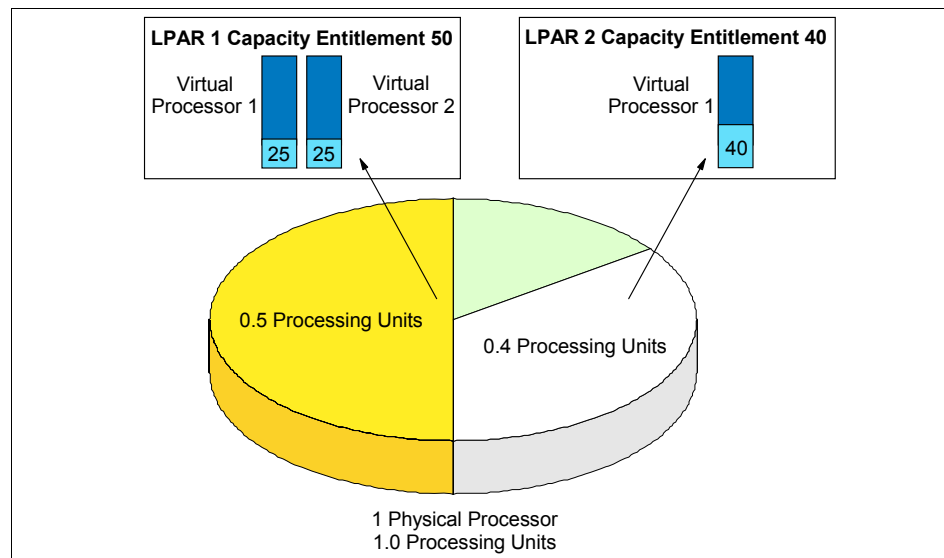 LPAR 1 Capacity Entitlement 50
Virtual
Processor 1
Virtual
Processor 2
25
25
LPAR 2 Capacity Entitlement 40
Virtual
Processor 1
40
0.5 Processing Units
0.4 Processing Units
1 Physical Processor
1.0 Processing Units